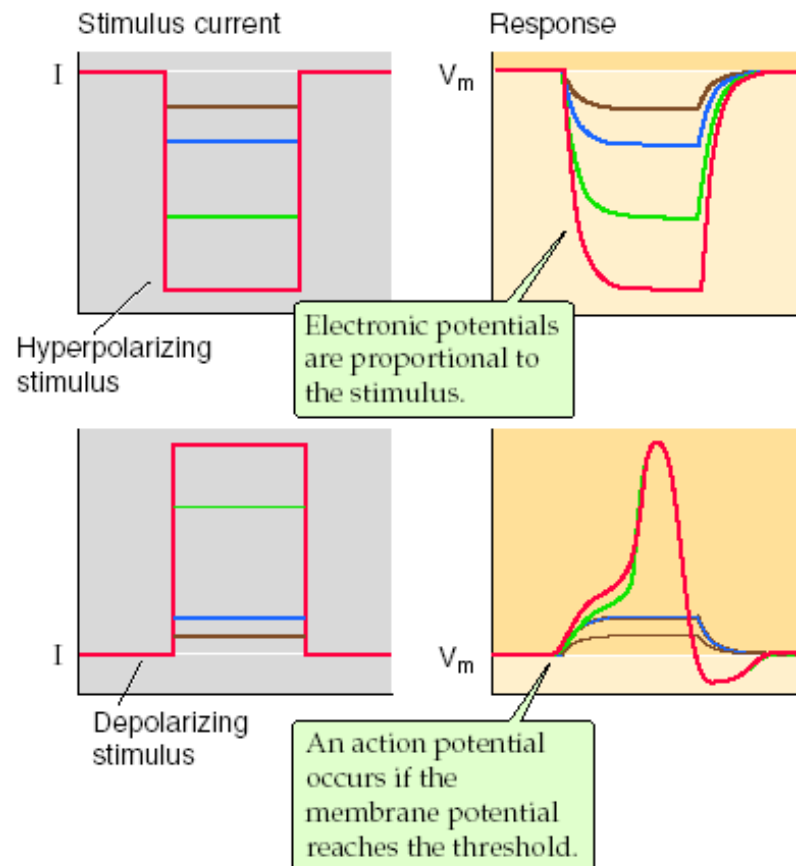 Stimulus current
Response
I
Vm
Hyperpolarizing
stimulus
Electronic potentials
are proportional to
the stimulus.
I
Vm
Depolarizing
stimulus
An action potential
occurs if the
membrane potential
reaches the threshold.